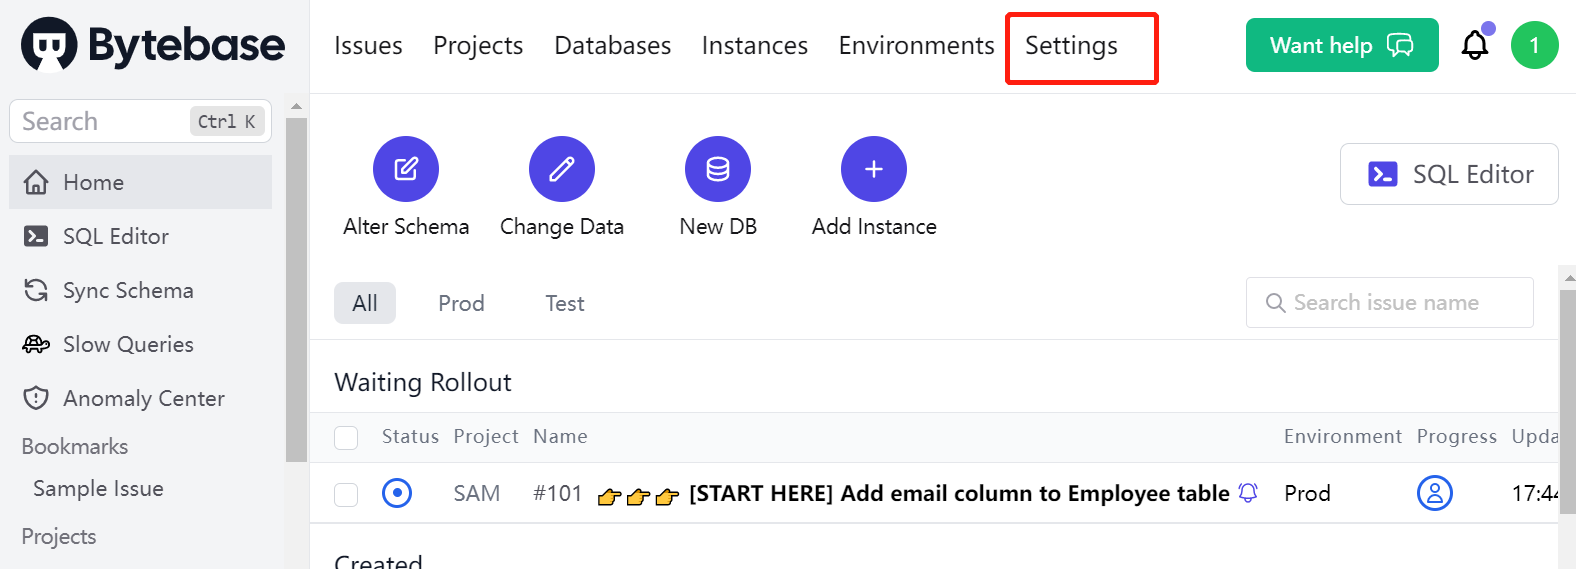 Bytebase
Issues Projects Databases Instances Environments Settings
Want help
1
Search Ctrl K
Home
SQL Editor
Sync Schema
Slow Queries
Anomaly Center
Bookmarks
Sample Issue
Projects
Alter Schema Change Data New DB Add Instance
SQL Editor
All Prod Test
Search issue name
Waiting Rollout
Status Project Name Environment Progress Upda
SAM #101 👉👉👉 [START HERE] Add email column to Employee table Prod 17:44
Created